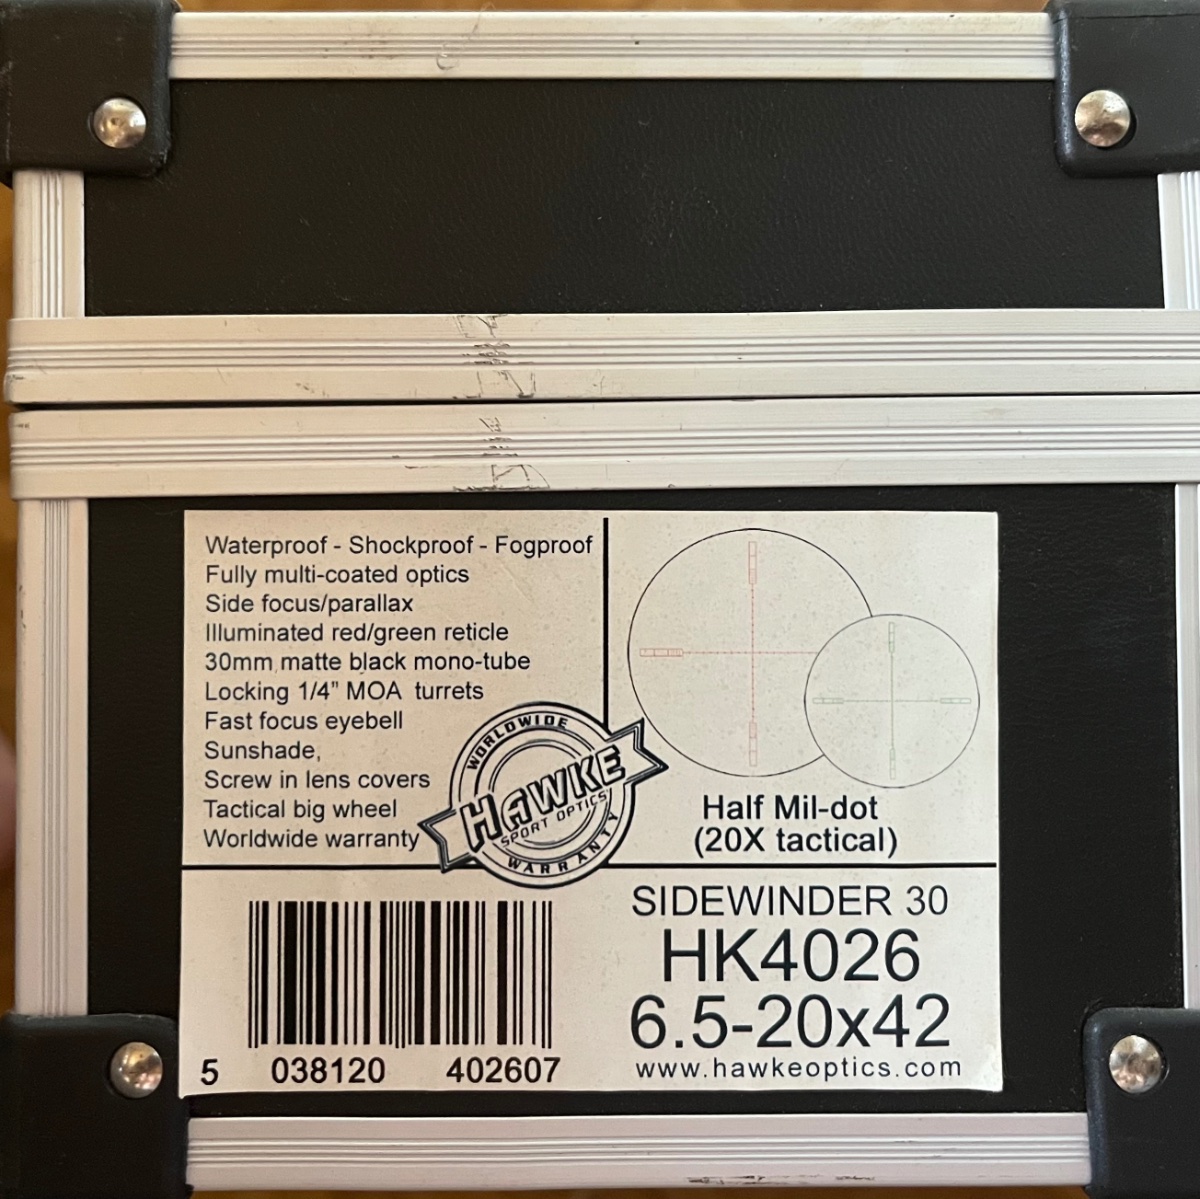 Waterproof - Shockproof - Fogproof
Fully multi-coated optics
Side focus/parallax
Illuminated red/green reticle
30mm matte black mono-tube
Locking 1/4" MOA turrets
Fast focus eyebell
Sunshade,
Screw in lens covers
Tactical big wheel
Worldwide warranty
WORLDWIDE
HAWKE
SPORT OPTICS
WARRANTY
Half Mil-dot
(20X tactical)
SIDEWINDER 30
HK4026
6.5-20x42
www.hawkeoptics.com
5 038120 402607